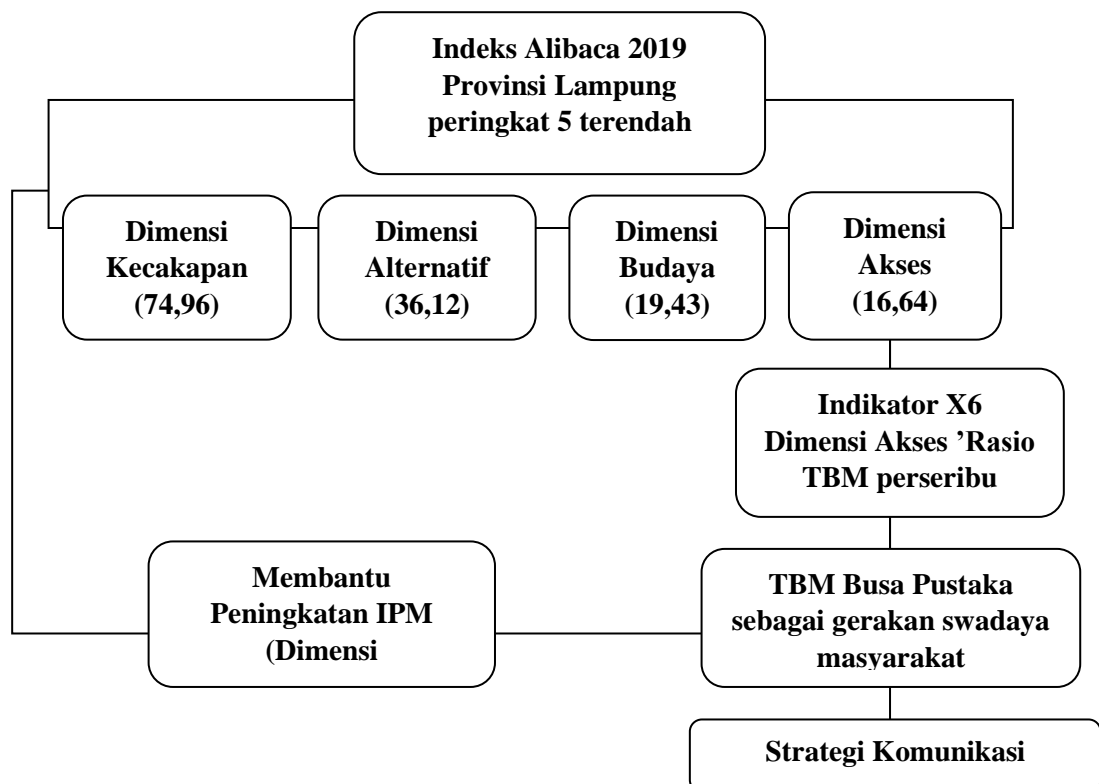 Indeks Alibaca 2019
Provinsi Lampung
peringkat 5 terendah
Dimensi
Kecakapan
(74,96)
Dimensi
Alternatif
(36,12)
Dimensi
Budaya
(19,43)
Dimensi
Akses
(16,64)
Indikator X6
Dimensi Akses ’Rasio
TBM perseribu
Membantu
Peningkatan IPM
(Dimensi
TBM Busa Pustaka
sebagai gerakan swadaya
masyarakat
Strategi Komunikasi